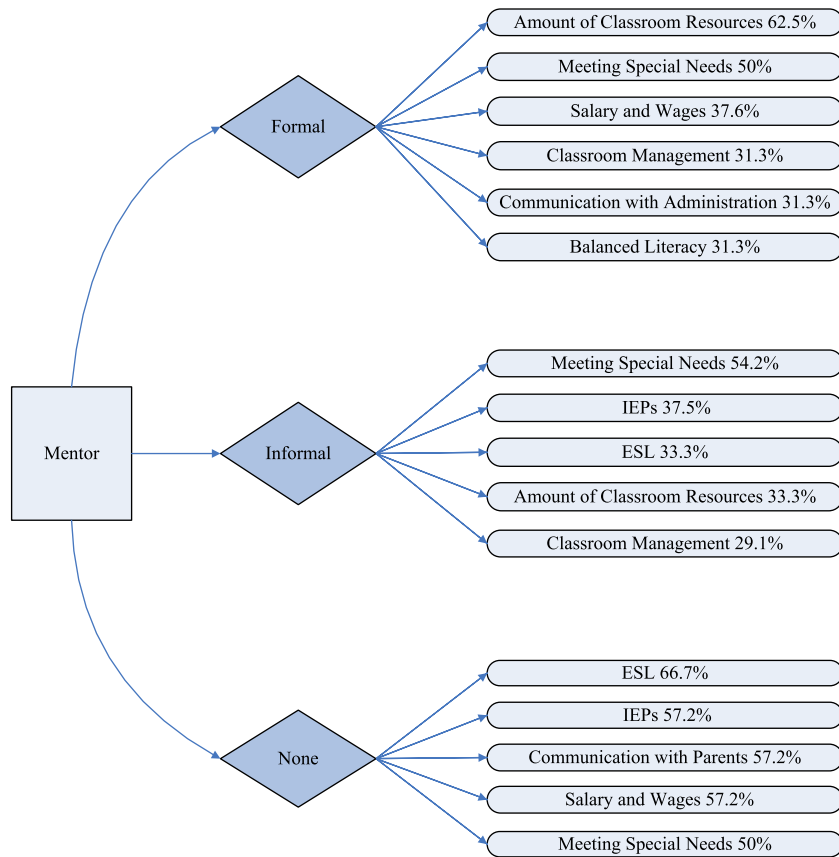 Mentor
Formal
Amount of Classroom Resources 62.5%
Meeting Special Needs 50%
Salary and Wages 37.6%
Classroom Management 31.3%
Communication with Administration 31.3%
Balanced Literacy 31.3%
Informal
Meeting Special Needs 54.2%
IEPs 37.5%
ESL 33.3%
Amount of Classroom Resources 33.3%
Classroom Management 29.1%
None
ESL 66.7%
IEPs 57.2%
Communication with Parents 57.2%
Salary and Wages 57.2%
Meeting Special Needs 50%